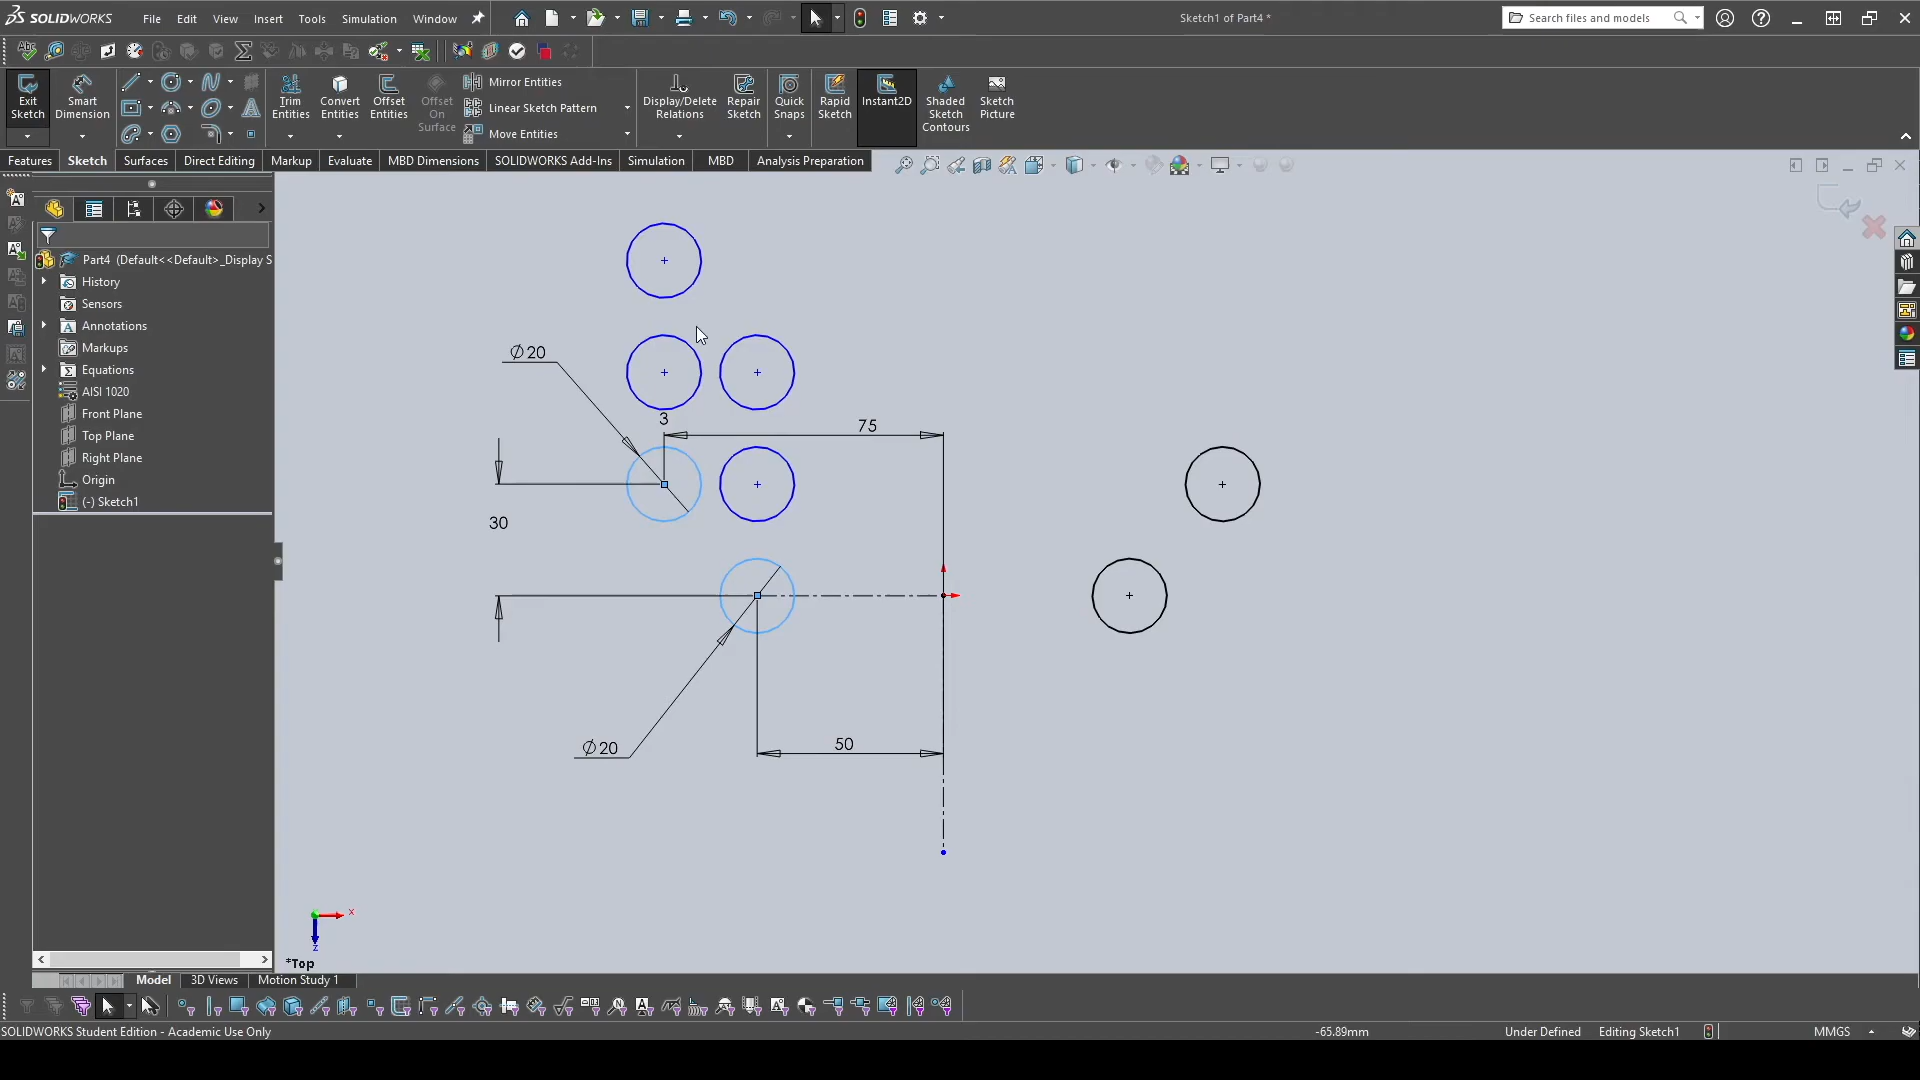 SOLIDWORKS File Edit View Insert Tools Simulation Window Sketch1 of Part4 * Search files and models
Exit Sketch Smart Dimension Trim Entities Convert Entities Offset Entities Offset On Surface Mirror Entities Linear Sketch Pattern Move Entities Display/Delete Relations Repair Sketch Quick Snaps Rapid Sketch Instant2D Shaded Sketch Contours Sketch Picture
Features Sketch Surfaces Direct Editing Markup Evaluate MBD Dimensions SOLIDWORKS Add-Ins Simulation MBD Analysis Preparation
Part4 (Default<<Default>_Display S
History
Sensors
Annotations
Markups
Equations
AISI 1020
Front Plane
Top Plane
Right Plane
Origin
(-) Sketch1
∅20
3
75
30
∅20
50
x
z
*Top
Model 3D Views Motion Study 1
SOLIDWORKS Student Edition - Academic Use Only -65.89mm Under Defined Editing Sketch1 MMGS